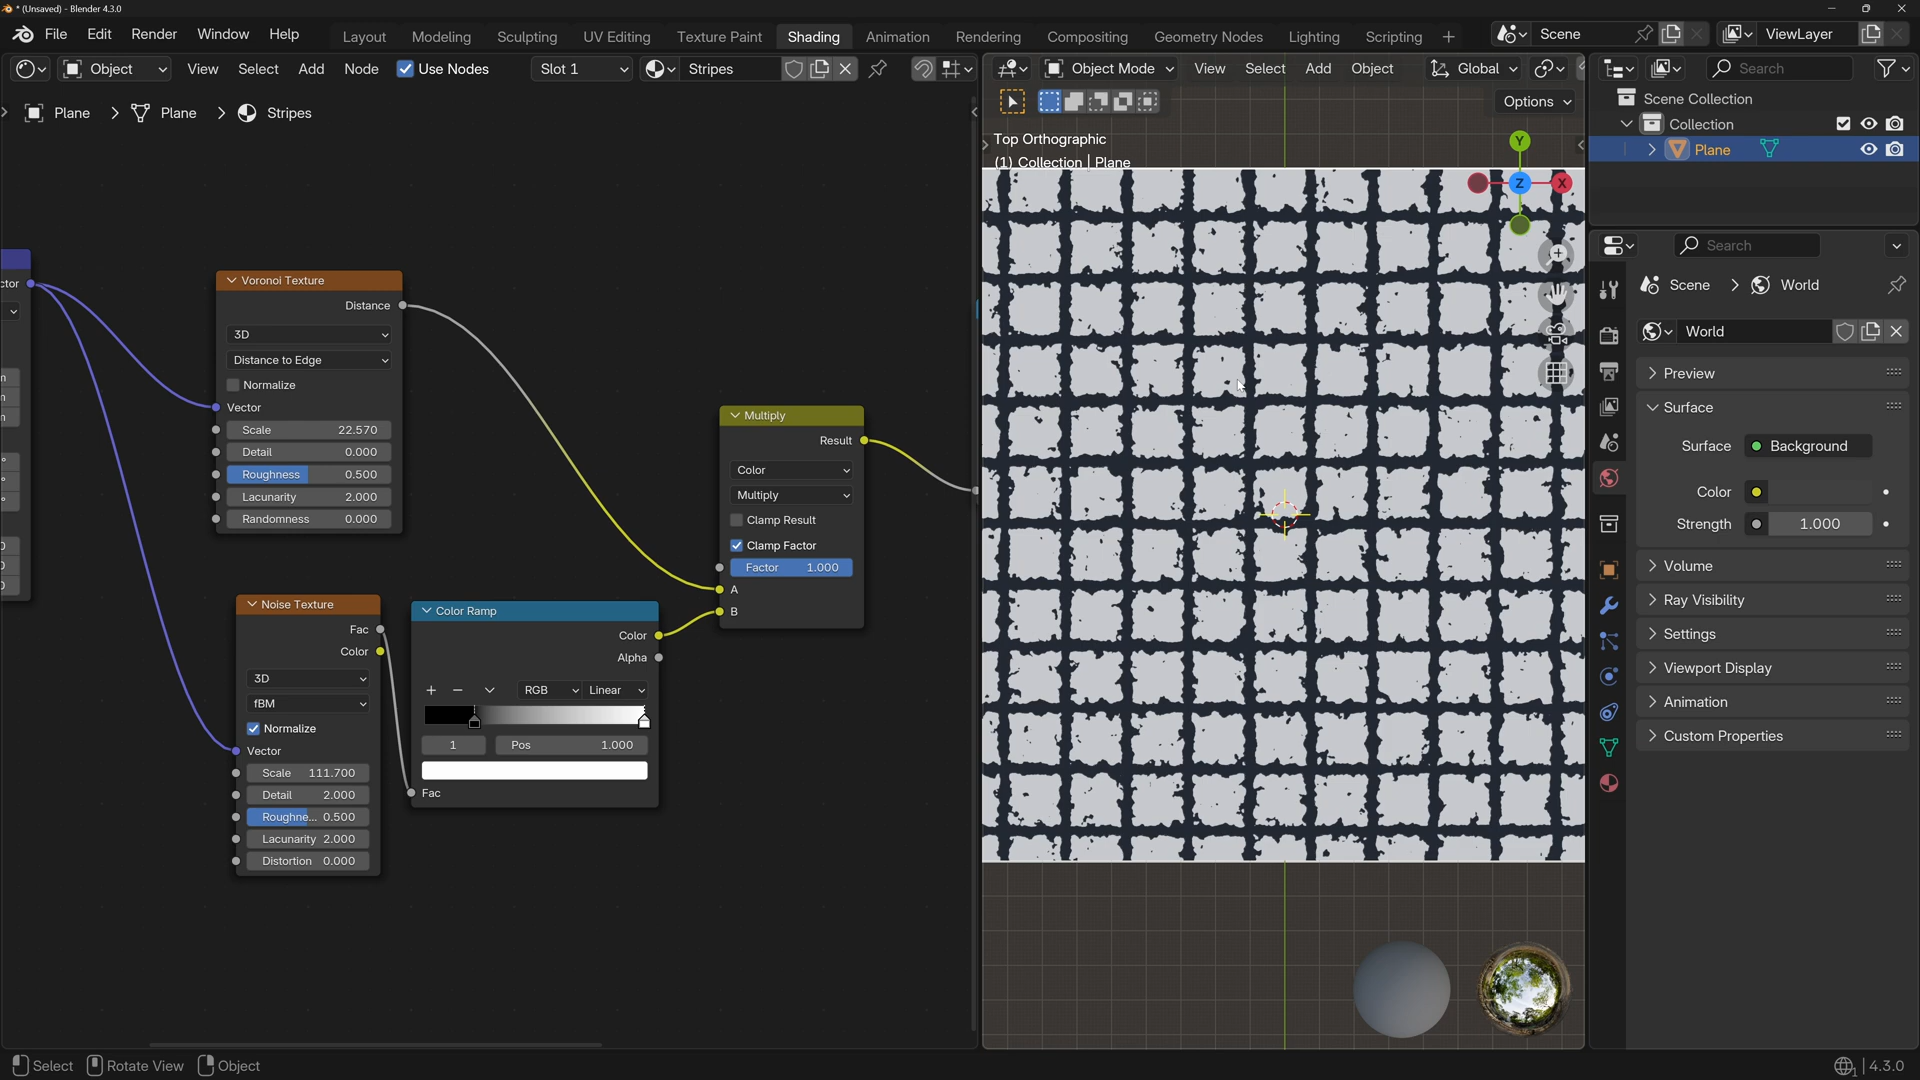 * (Unsaved) - Blender 4.3.0
File Edit Render Window Help
Layout Modeling Sculpting UV Editing Texture Paint Shading Animation Rendering Compositing Geometry Nodes Lighting Scripting +
Scene
ViewLayer
Object View Select Add Node Use Nodes Slot 1 Stripes
Object Mode View Select Add Object Global
Options
Plane > Plane > Stripes
Top Orthographic
(1) Collection | Plane
Y
Z
X
ctor
Voronoi Texture
Distance
3D
Distance to Edge
Normalize
Vector
Scale 22.570
Detail 0.000
Roughness 0.500
Lacunarity 2.000
Randomness 0.000
Noise Texture
Fac
Color
3D
fBM
Normalize
Vector
Scale 111.700
Detail 2.000
Roughne... 0.500
Lacunarity 2.000
Distortion 0.000
Color Ramp
Color
Alpha
+ − RGB Linear
1 Pos 1.000
Fac
Multiply
Result
Color
Multiply
Clamp Result
Clamp Factor
Factor 1.000
A
B
Search
Scene Collection
Collection
Plane
Search
Scene > World
World
Preview
Surface
Surface Background
Color
Strength 1.000
Volume
Ray Visibility
Settings
Viewport Display
Animation
Custom Properties
Select Rotate View Object
4.3.0